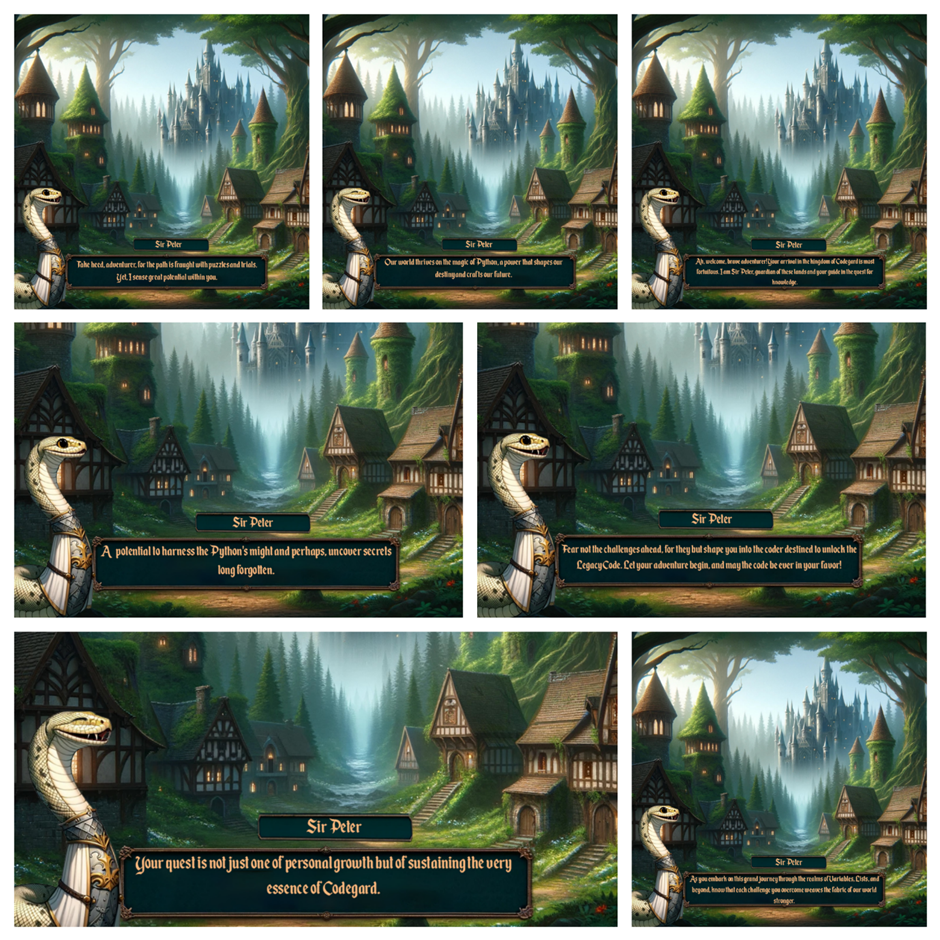 Sir Peter
Take heed, adventurer, for the path is fraught with puzzles and trials.
Yet, I sense great potential within you.
Sir Peter
Our world thrives on the magic of Python, a power that shapes our
destiny and crafts our future.
Sir Peter
Ah, welcome, brave adventurer! Your arrival in the kingdom of Codegard is most
fortuitous. I am Sir Peter, guardian of these lands and your guide in the quest for
knowledge.
Sir Peter
A potential to harness the Python's might and perhaps, uncover secrets
long forgotten.
Sir Peter
Fear not the challenges ahead, for they but shape you into the coder destined to unlock the
LegacyCode. Let your adventure begin, and may the code be ever in your favor!
Sir Peter
Your quest is not just one of personal growth but of sustaining the very
essence of Codegard.
Sir Peter
As you embark on this grand journey through the realms of Variables, Lists, and
beyond, know that each challenge you overcome weaves the fabric of our world
stronger.